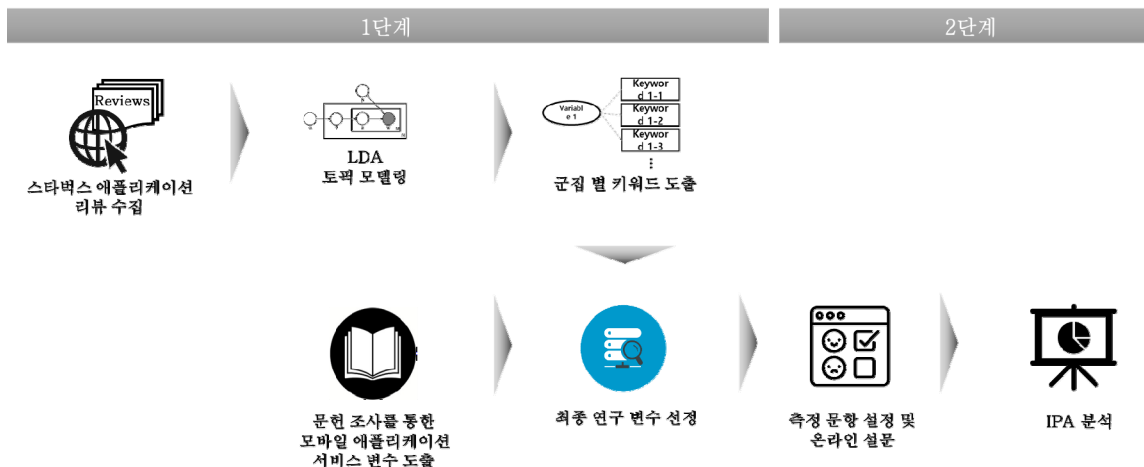 1단계
2단계
Reviews
스타벅스 애플리케이션
리뷰 수집
LDA
토픽 모델링
Variabl
e 1
Keywor
d 1-1
Keywor
d 1-2
Keywor
d 1-3
군집 별 키워드 도출
문헌 조사를 통한
모바일 애플리케이션
서비스 변수 도출
최종 연구 변수 선정
측정 문항 설정 및
온라인 설문
IPA 분석